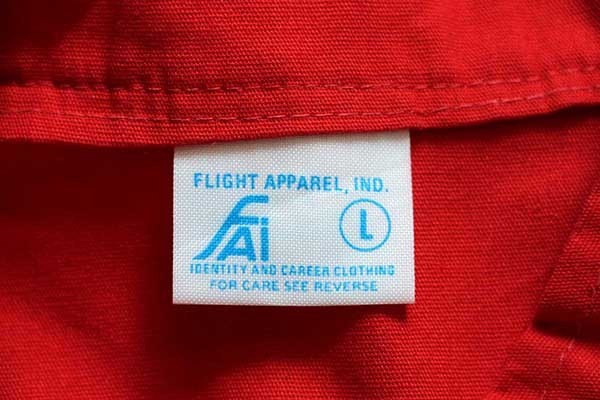 FLIGHT APPAREL, IND.
FAi
L
IDENTITY AND CAREER CLOTHING
FOR CARE SEE REVERSE